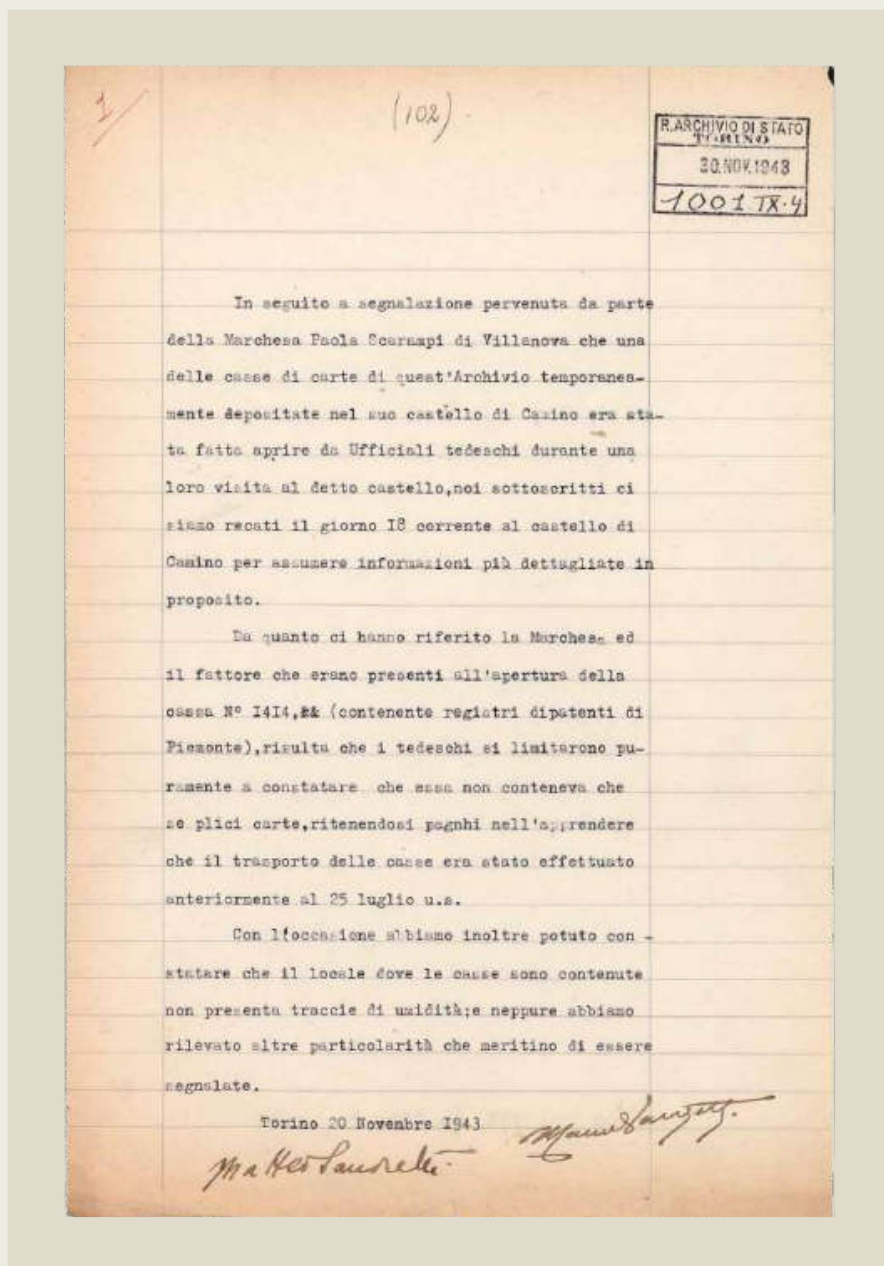 1/
(102).
R.ARCHIVIO DI STATO
TORINO
30.NOV.1943
1001 IX.4
In seguito a segnalazione pervenuta da parte
della Marchesa Paola Scarampi di Villanova che una
delle casse di carte di quest'Archivio temporanea-
mente depositate nel suo castello di Camino era sta-
ta fatta aprire da Ufficiali tedeschi durante una
loro visita al detto castello,noi sottoscritti ci
siamo recati il giorno I8 corrente al castello di
Camino per assumere informazioni più dettagliate in
proposito.
Da quanto ci hanno riferito la Marchesa ed
il fattore che erano presenti all'apertura della
cassa N° I4I4, (contenente registri dipatenti di
Piemonte),risulta che i tedeschi si limitarono pu-
ramente a constatare che essa non conteneva che
se plici carte,ritenendosi pagnhi nell'apprendere
che il trasporto delle casse era stato effettuato
anteriormente al 25 luglio u.s.
Con l'occasione abbiamo inoltre potuto con -
statare che il locale dove le casse sono contenute
non presenta traccie di umidità;e neppure abbiamo
rilevato altre particolarità che meritino di essere
segnalate.
Torino 20 Novembre I943
Matteo Sandretti.